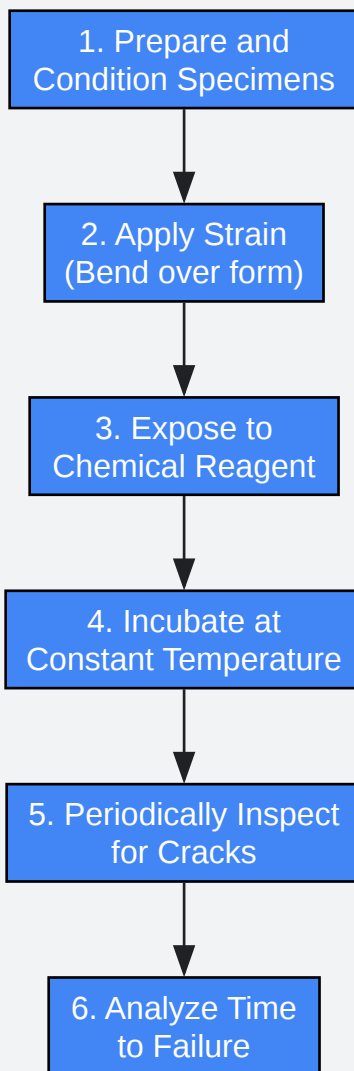 1. Prepare and
Condition Specimens
2. Apply Strain
(Bend over form)
3. Expose to
Chemical Reagent
4. Incubate at
Constant Temperature
5. Periodically Inspect
for Cracks
6. Analyze Time
to Failure